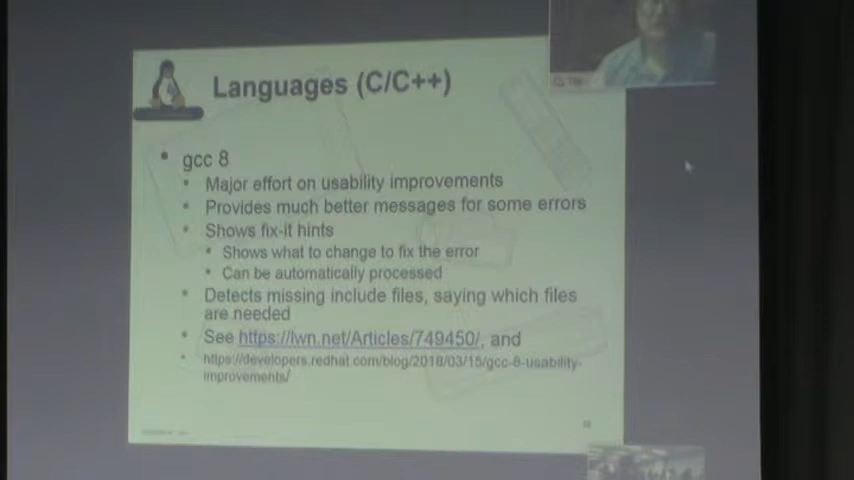 Languages (C/C++)
• gcc 8
• Major effort on usability improvements
• Provides much better messages for some errors
• Shows fix-it hints
• Shows what to change to fix the error
• Can be automatically processed
• Detects missing include files, saying which files
are needed
• See https://lwn.net/Articles/749450/, and
• https://developers.redhat.com/blog/2018/03/15/gcc-8-usability-
improvements/